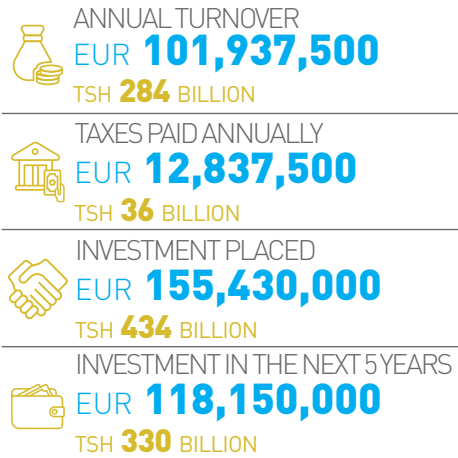 ANNUAL TURNOVER
EUR 101,937,500
TSH 284 BILLION
TAXES PAID ANNUALLY
EUR 12,837,500
TSH 36 BILLION
INVESTMENT PLACED
EUR 155,430,000
TSH 434 BILLION
INVESTMENT IN THE NEXT 5 YEARS
EUR 118,150,000
TSH 330 BILLION